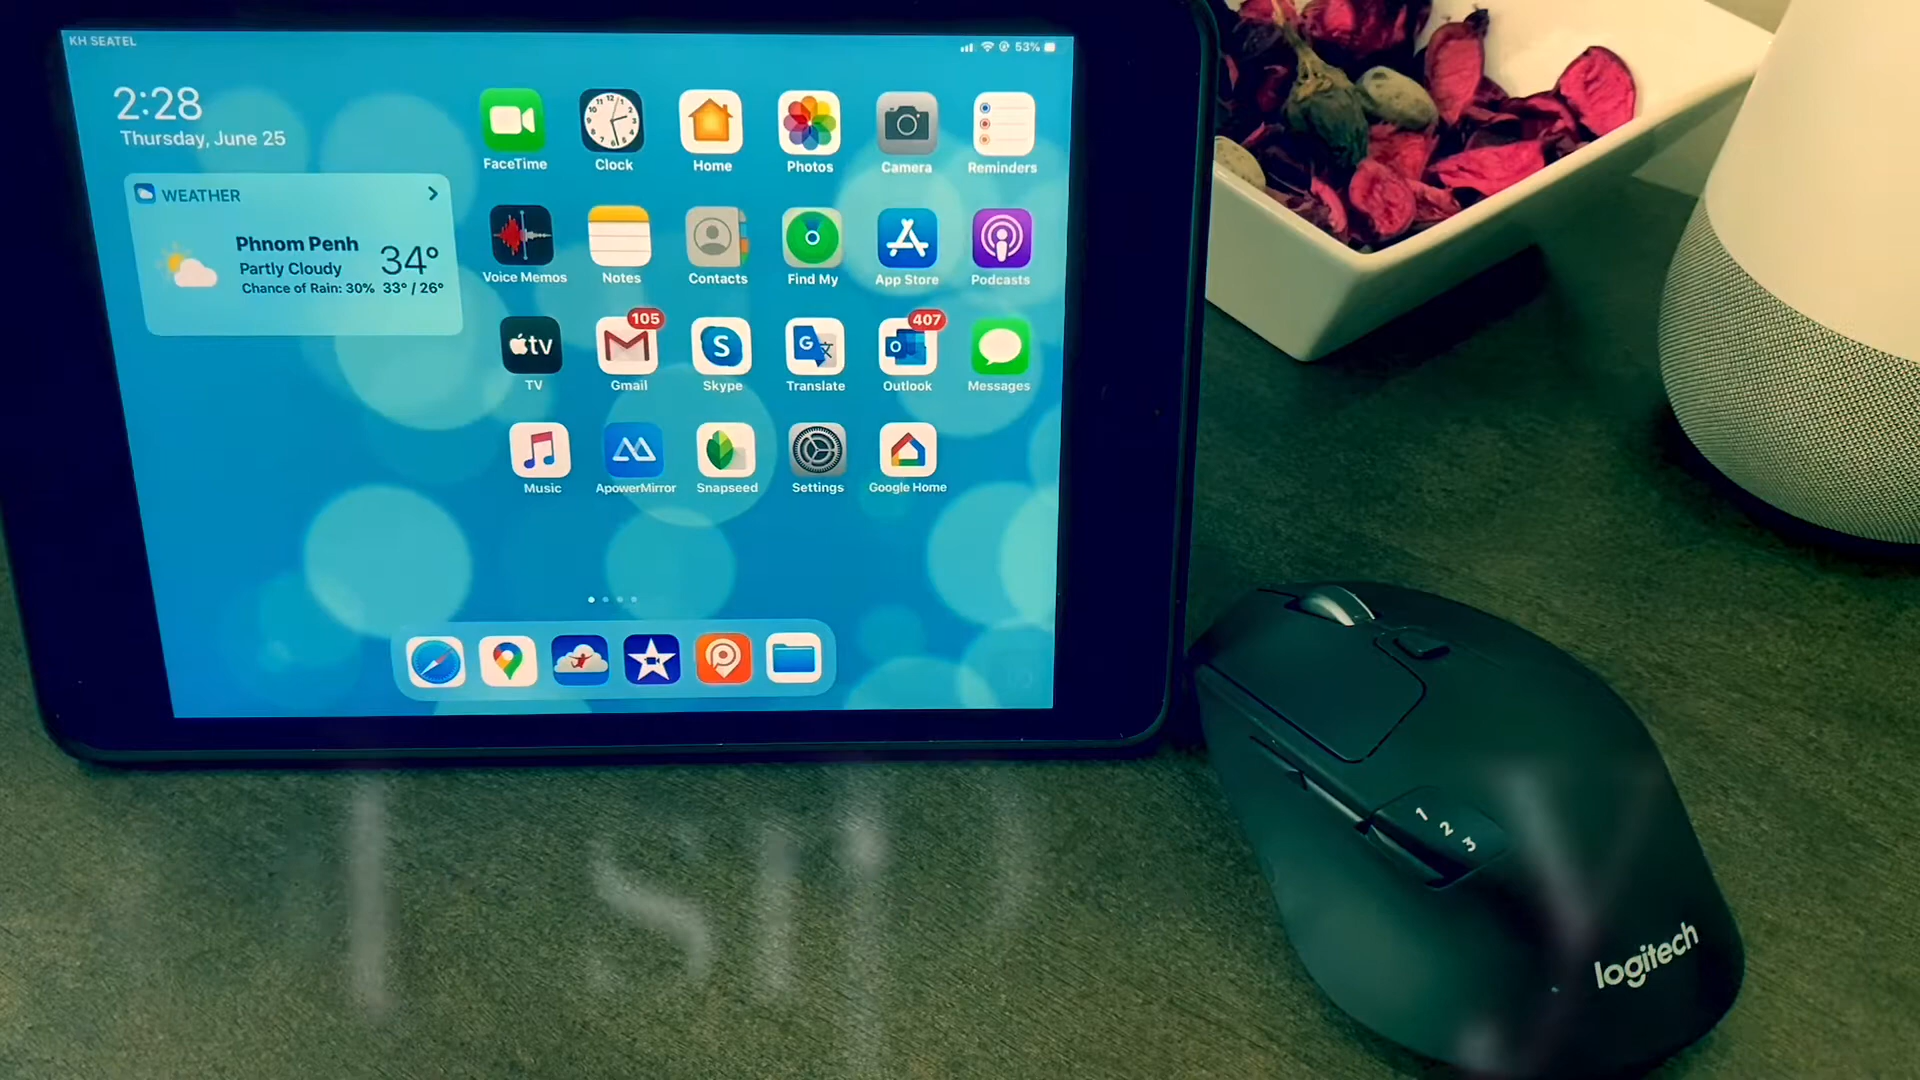 KH SEATEL
53%
2:28
Thursday, June 25
WEATHER
Phnom Penh
34°
Partly Cloudy
Chance of Rain: 30% 33° / 26°
FaceTime
Clock
Home
Photos
Camera
Reminders
Voice Memos
Notes
Contacts
Find My
App Store
Podcasts
tv
105
407
TV
Gmail
Skype
Translate
Outlook
Messages
Music
ApowerMirror
Snapseed
Settings
Google Home
1
2
3
logitech